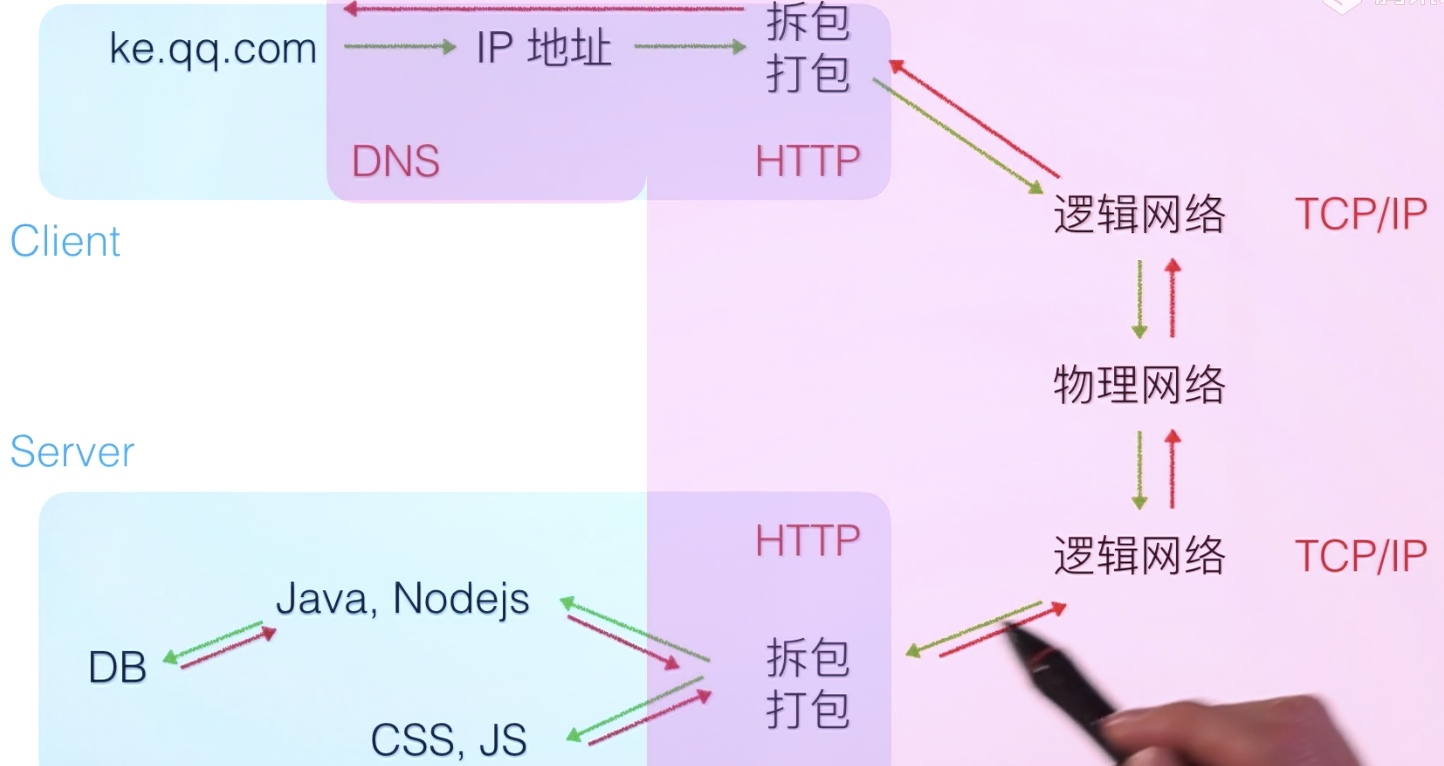 ke.qq.com
IP 地址
拆包
打包
DNS
HTTP
Client
逻辑网络
TCP/IP
物理网络
Server
逻辑网络
TCP/IP
HTTP
Java, Nodejs
DB
拆包
打包
CSS, JS